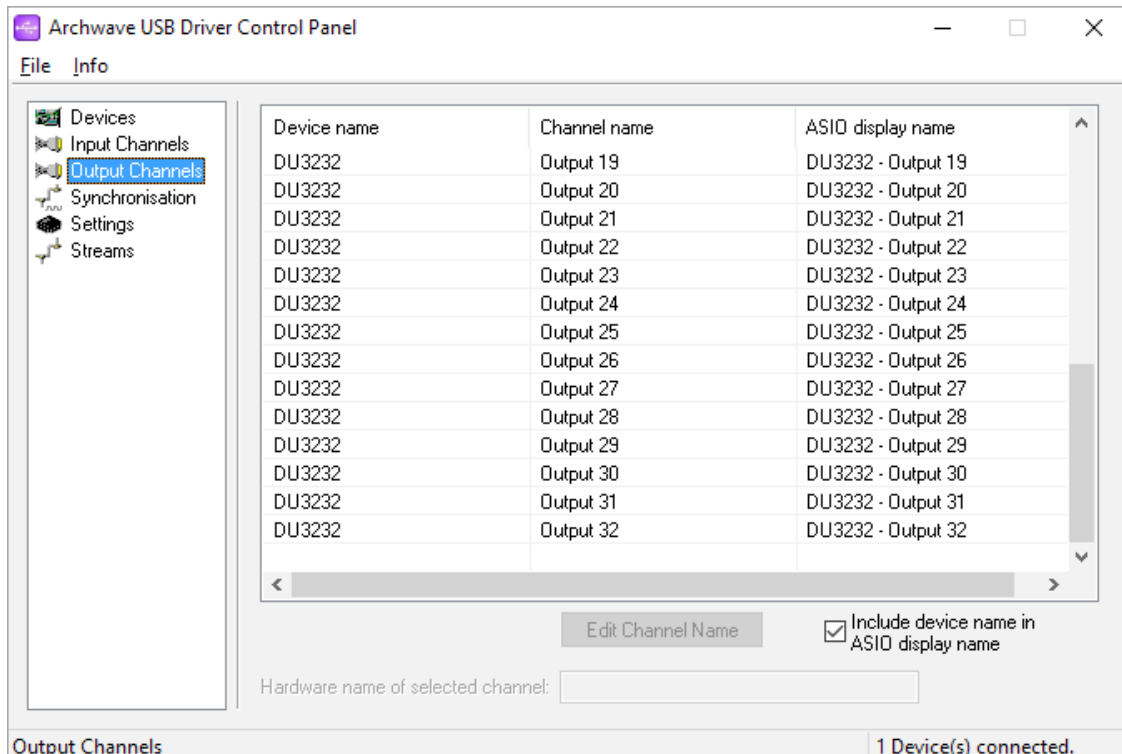 Archwave USB Driver Control Panel
File Info
Devices
Input Channels
Output Channels
Synchronisation
Settings
Streams
Device name Channel name ASIO display name
DU3232 Output 19 DU3232 - Output 19
DU3232 Output 20 DU3232 - Output 20
DU3232 Output 21 DU3232 - Output 21
DU3232 Output 22 DU3232 - Output 22
DU3232 Output 23 DU3232 - Output 23
DU3232 Output 24 DU3232 - Output 24
DU3232 Output 25 DU3232 - Output 25
DU3232 Output 26 DU3232 - Output 26
DU3232 Output 27 DU3232 - Output 27
DU3232 Output 28 DU3232 - Output 28
DU3232 Output 29 DU3232 - Output 29
DU3232 Output 30 DU3232 - Output 30
DU3232 Output 31 DU3232 - Output 31
DU3232 Output 32 DU3232 - Output 32
Edit Channel Name
Include device name in
ASIO display name
Hardware name of selected channel:
Output Channels
1 Device(s) connected.